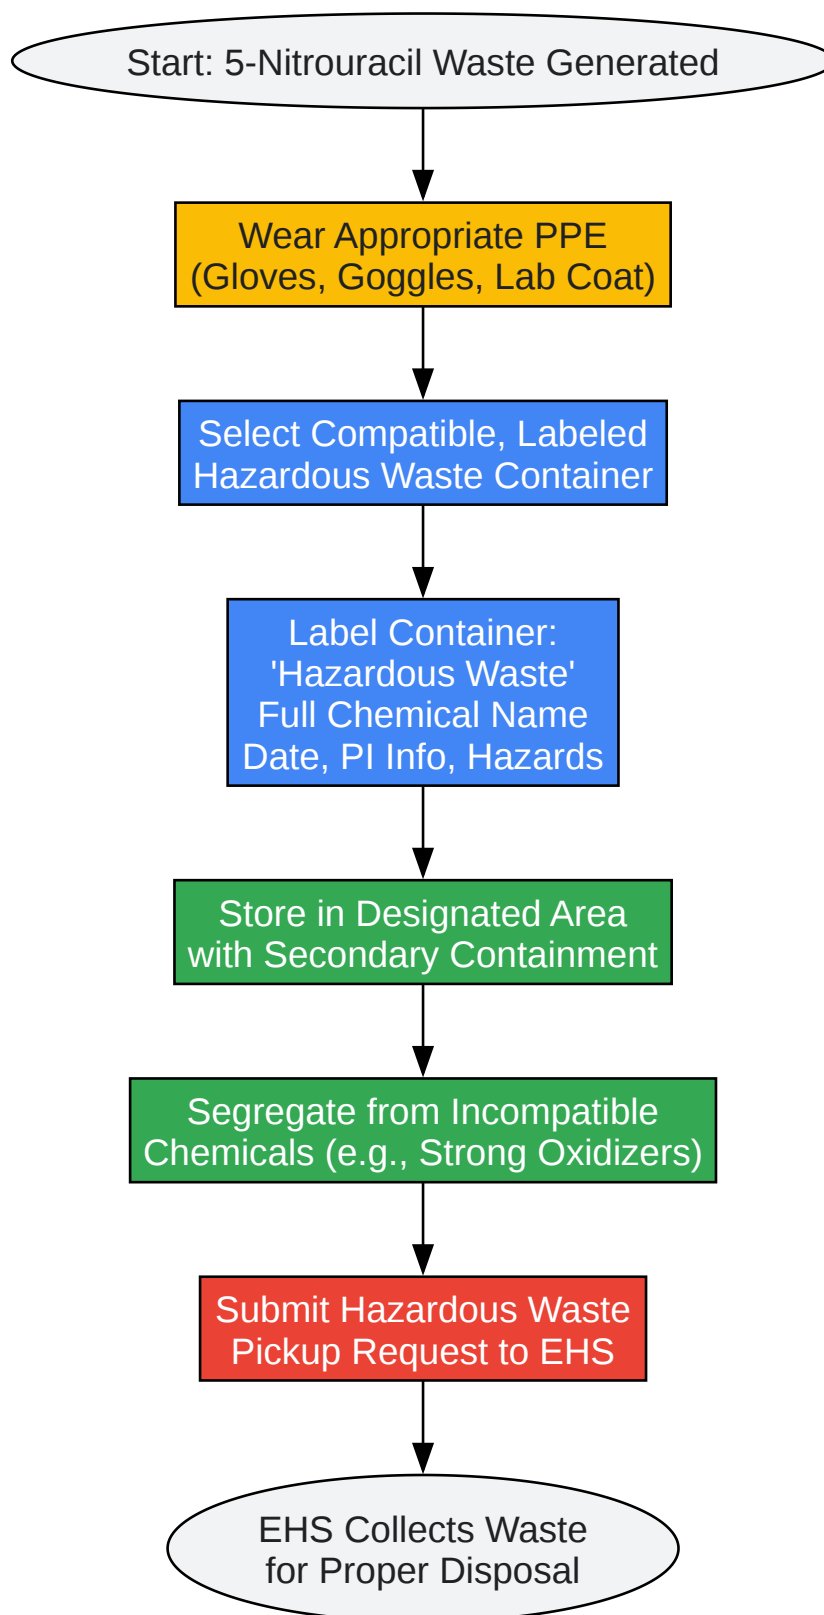 Start: 5-Nitrouracil Waste Generated
Wear Appropriate PPE
(Gloves, Goggles, Lab Coat)
Select Compatible, Labeled
Hazardous Waste Container
Label Container:
'Hazardous Waste'
Full Chemical Name
Date, PI Info, Hazards
Store in Designated Area
with Secondary Containment
Segregate from Incompatible
Chemicals (e.g., Strong Oxidizers)
Submit Hazardous Waste
Pickup Request to EHS
EHS Collects Waste
for Proper Disposal